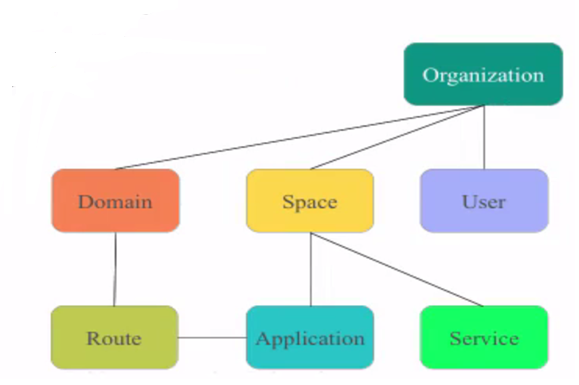 Organization
Domain
Space
User
Route
Application
Service